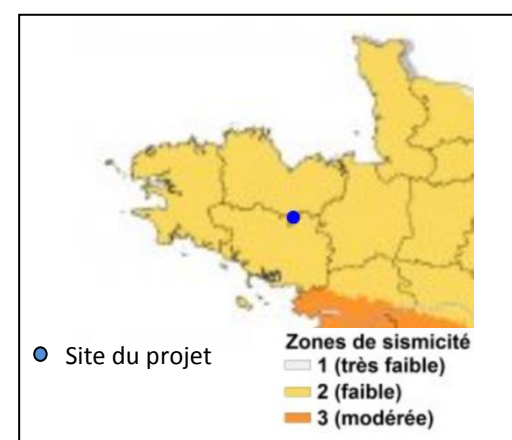 Site du projet
Zones de sismicité
1 (très faible)
2 (faible)
3 (modérée)